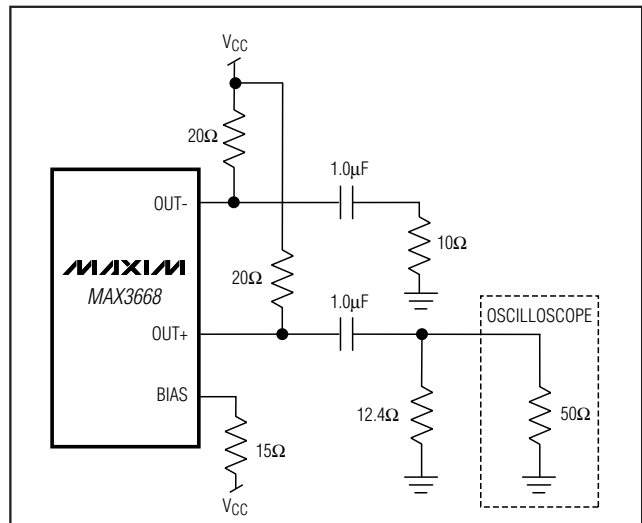 VCC
20Ω
1.0μF
OUT-
10Ω
MAXIM
MAX3668
20Ω
1.0μF
OUT+
OSCILLOSCOPE
BIAS
12.4Ω
50Ω
15Ω
VCC